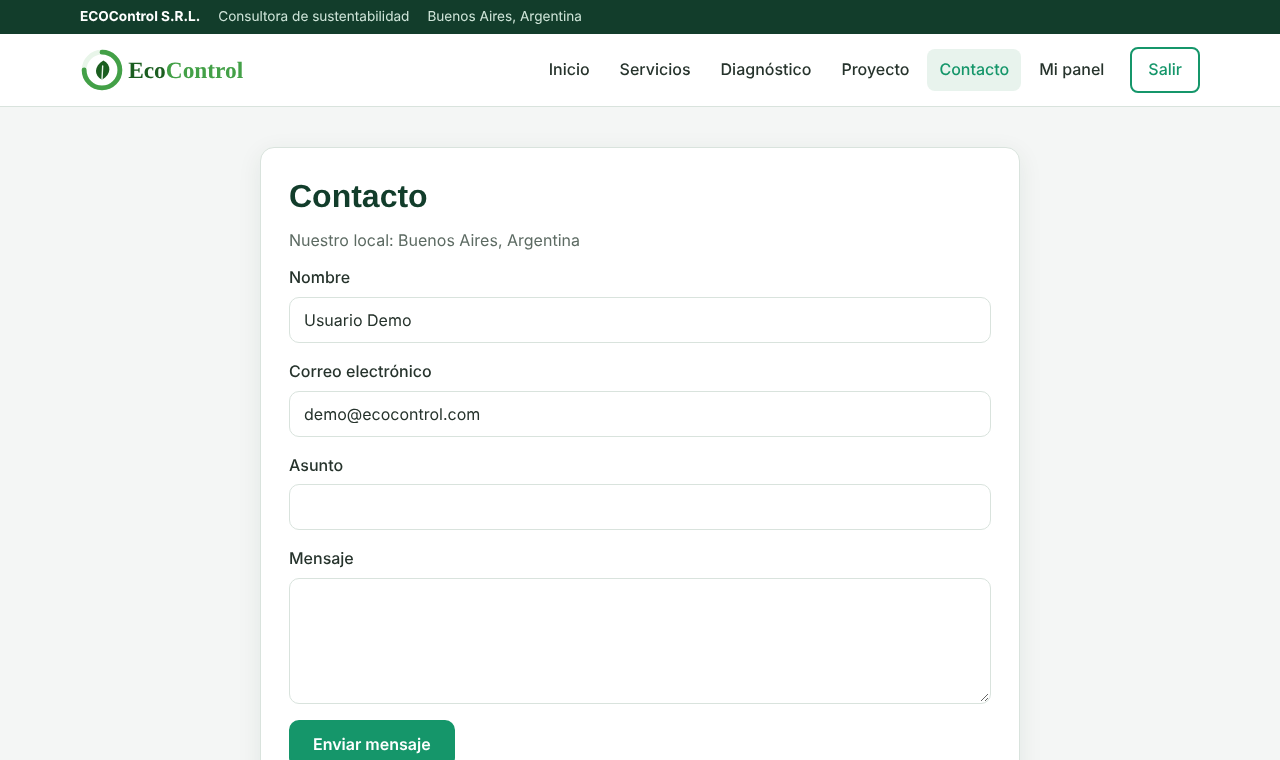 ECOControl S.R.L. Consultora de sustentabilidad Buenos Aires, Argentina
EcoControl Inicio Servicios Diagnóstico Proyecto Contacto Mi panel Salir
Contacto
Nuestro local: Buenos Aires, Argentina
Nombre
Usuario Demo
Correo electrónico
demo@ecocontrol.com
Asunto
Mensaje
Enviar mensaje